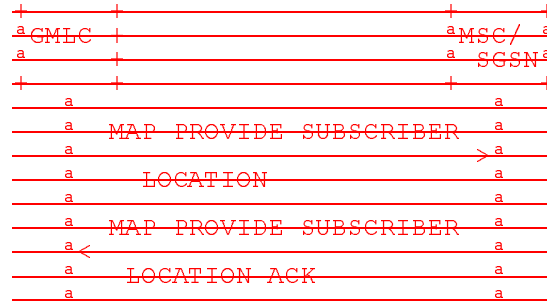 a GMLC a MSC/ a
a a SGSN a
a a
a MAP PROVIDE SUBSCRIBER a
a > a
a LOCATION a
a a
a MAP PROVIDE SUBSCRIBER a
a < a
a LOCATION ACK a
a a